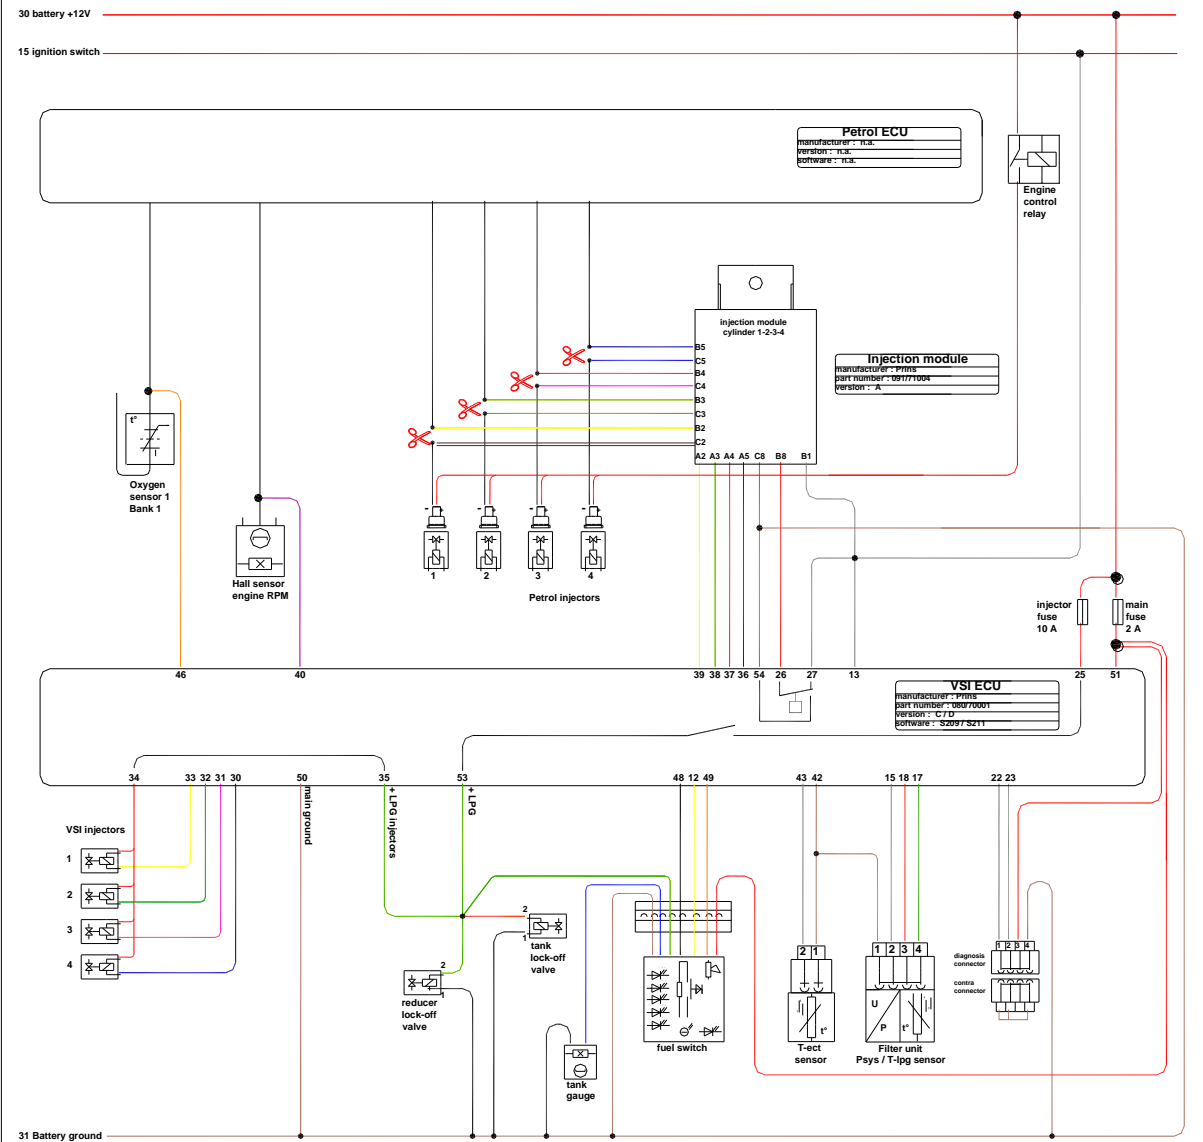 30 battery +12V
15 ignition switch
Petrol ECU
manufacturer : n.a.
version : n.a.
software : n.a.
Engine
control
relay
injection module
cylinder 1-2-3-4
B5
C5
B4
C4
B3
C3
B2
C2
A2 A3 A4 A5 C8 B8 B1
Injection module
manufacturer : Prins
part number : 091/71004
version : A
t°
Oxygen
sensor 1
Bank 1
Hall sensor
engine RPM
- - - -
1 2 3 4
Petrol injectors
injector
fuse
10 A
main
fuse
2 A
46 40 39 38 37 36 54 26 27 13 25 51
VSI ECU
manufacturer : Prins
part number : 080/70001
version : C / D
software : S209 / S211
34 33 32 31 30 50 35 53 48 12 49 43 42 15 18 17 22 23
main ground
+ LPG injectors
+ LPG
VSI injectors
1
2
3
4
2
1
tank
lock-off
valve
2
1
reducer
lock-off
valve
tank
gauge
fuel switch
2 1
t°
T-ect
sensor
1 2 3 4
U
P
t°
Filter unit
Psys / T-lpg sensor
1 2 3 4
diagnosis
connector
contra
connector
31 Battery ground